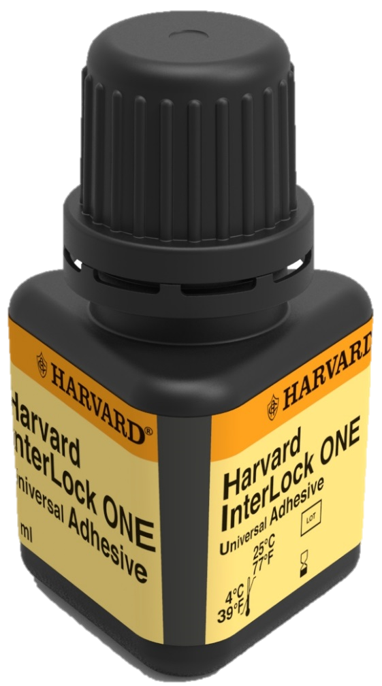 HARVARD®
Harvard
InterLock ONE
Universal Adhesive
ml
HARVARD
Harvard
InterLock ONE
Universal Adhesive
LOT
25°C
77°F
4°C
39°F